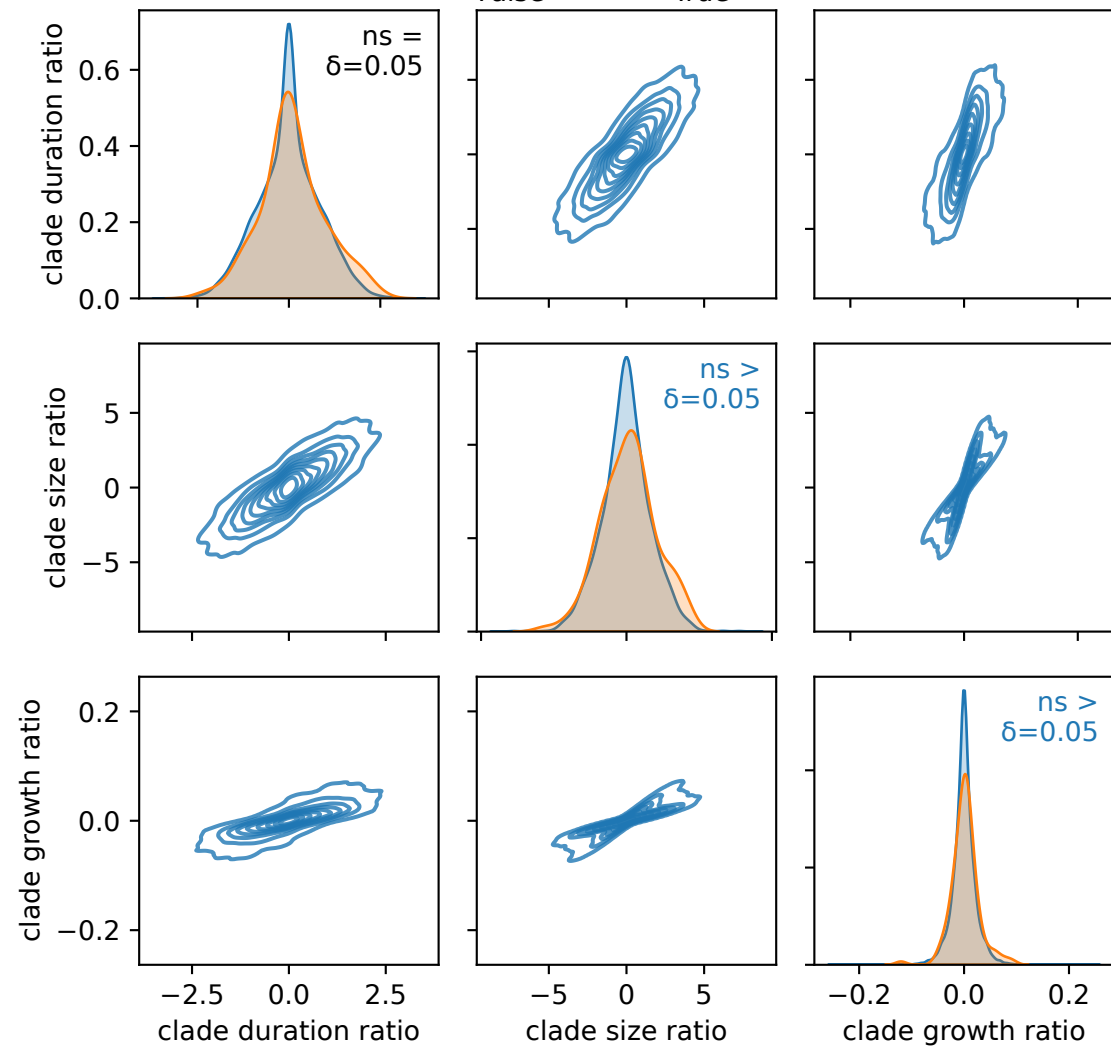 clade duration ratio
0.6
0.4
0.2
0.0
ns =
δ=0.05
clade size ratio
5
0
−5
ns >
δ=0.05
clade growth ratio
0.2
0.0
−0.2
ns >
δ=0.05
−2.5 0.0 2.5
−5 0 5
−0.2 0.0 0.2
clade duration ratio
clade size ratio
clade growth ratio